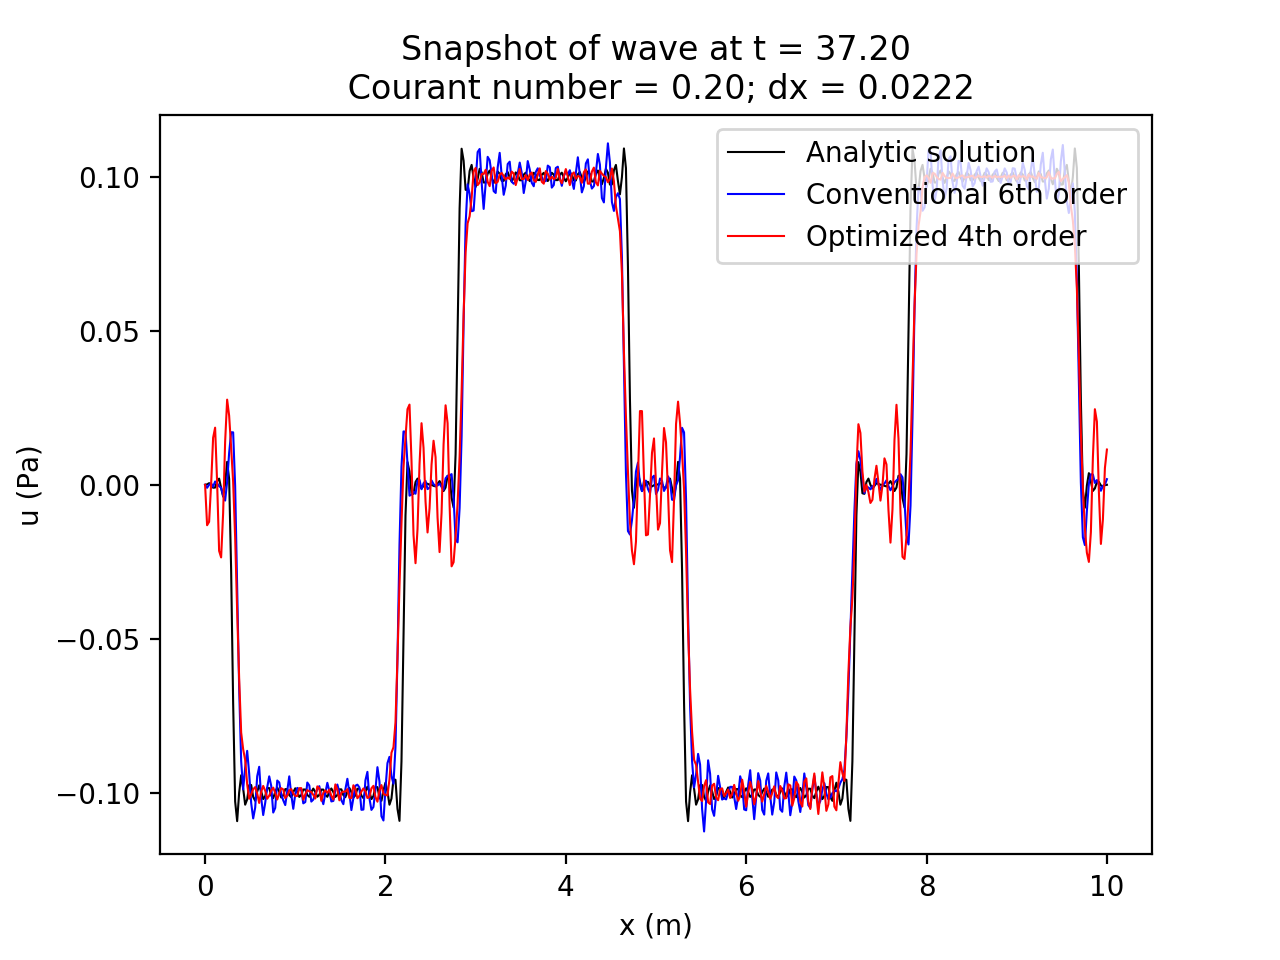 Snapshot of wave at t = 37.20
Courant number = 0.20; dx = 0.0222
Analytic solution
Conventional 6th order
Optimized 4th order
0.10
0.05
0.00
−0.05
−0.10
u (Pa)
0 2 4 6 8 10
x (m)